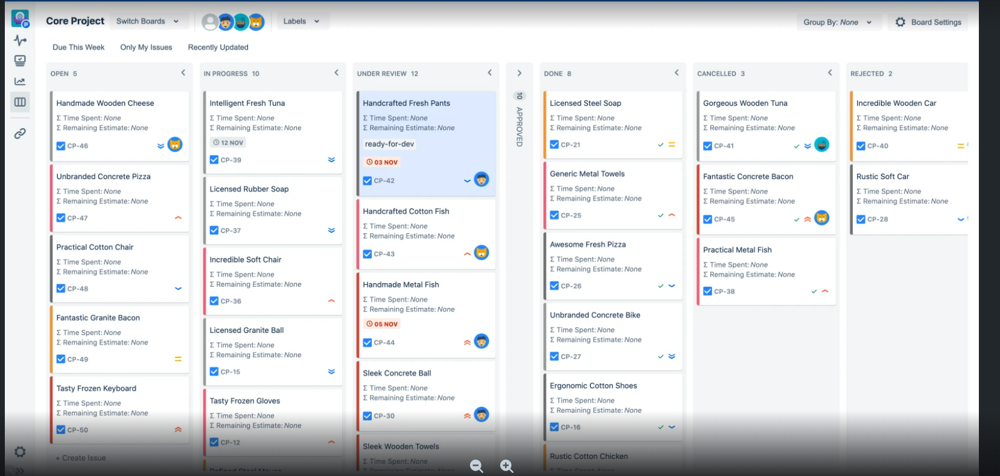 Core Project
Switch Boards
Labels
Group By: None
Board Settings
Due This Week
Only My Issues
Recently Updated
OPEN 5
Handmade Wooden Cheese
Σ Time Spent: None
Σ Remaining Estimate: None
CP-46
Unbranded Concrete Pizza
Σ Time Spent: None
Σ Remaining Estimate: None
CP-47
Practical Cotton Chair
Σ Time Spent: None
Σ Remaining Estimate: None
CP-48
Fantastic Granite Bacon
Σ Time Spent: None
Σ Remaining Estimate: None
CP-49
Tasty Frozen Keyboard
Σ Time Spent: None
Σ Remaining Estimate: None
CP-50
+ Create Issue
IN PROGRESS 10
Intelligent Fresh Tuna
Σ Time Spent: None
Σ Remaining Estimate: None
12 NOV
CP-39
Licensed Rubber Soap
Σ Time Spent: None
Σ Remaining Estimate: None
CP-37
Incredible Soft Chair
Σ Time Spent: None
Σ Remaining Estimate: None
CP-36
Licensed Granite Ball
Σ Time Spent: None
Σ Remaining Estimate: None
CP-15
Tasty Frozen Gloves
Σ Time Spent: None
Σ Remaining Estimate: None
CP-12
Refined Steel Mouse
UNDER REVIEW 12
Handcrafted Fresh Pants
Σ Time Spent: None
Σ Remaining Estimate: None
ready-for-dev
03 NOV
CP-42
Handcrafted Cotton Fish
Σ Time Spent: None
Σ Remaining Estimate: None
CP-43
Handmade Metal Fish
Σ Time Spent: None
Σ Remaining Estimate: None
05 NOV
CP-44
Sleek Concrete Ball
Σ Time Spent: None
Σ Remaining Estimate: None
CP-30
Sleek Wooden Towels
Σ Time Spent: None
Σ Remaining Estimate: None
10 APPROVED
DONE 8
Licensed Steel Soap
Σ Time Spent: None
Σ Remaining Estimate: None
CP-21
Generic Metal Towels
Σ Time Spent: None
Σ Remaining Estimate: None
CP-25
Awesome Fresh Pizza
Σ Time Spent: None
Σ Remaining Estimate: None
CP-26
Unbranded Concrete Bike
Σ Time Spent: None
Σ Remaining Estimate: None
CP-27
Ergonomic Cotton Shoes
Σ Time Spent: None
Σ Remaining Estimate: None
CP-16
Rustic Cotton Chicken
Σ Time Spent: None
CANCELLED 3
Gorgeous Wooden Tuna
Σ Time Spent: None
Σ Remaining Estimate: None
CP-41
Fantastic Concrete Bacon
Σ Time Spent: None
Σ Remaining Estimate: None
CP-45
Practical Metal Fish
Σ Time Spent: None
Σ Remaining Estimate: None
CP-38
REJECTED 2
Incredible Wooden Car
Σ Time Spent: None
Σ Remaining Estimate: None
CP-40
Rustic Soft Car
Σ Time Spent: None
Σ Remaining Estimate: None
CP-28